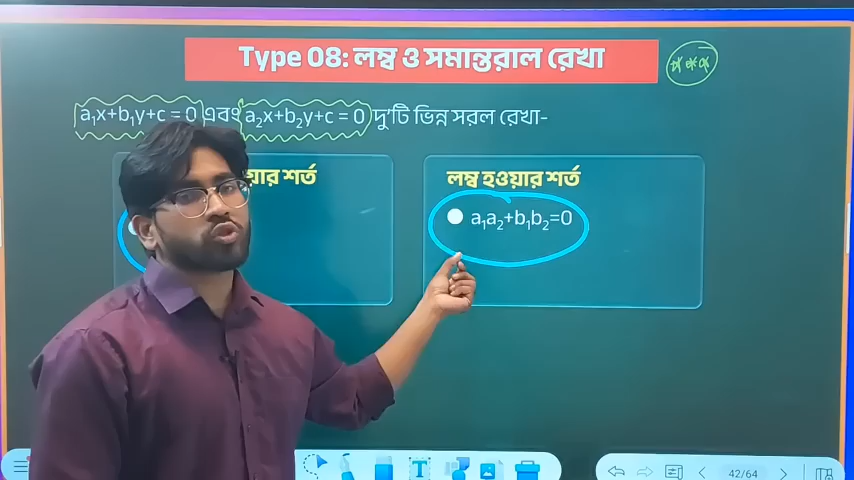 Type 08: লম্ব ও সমান্তরাল রেখা
a₁x+b₁y+c = 0 এবং a₂x+b₂y+c = 0 দু'টি ভিন্ন সরল রেখা-
য়ার শর্ত
লম্ব হওয়ার শর্ত
a₁a₂+b₁b₂=0
T
42/64